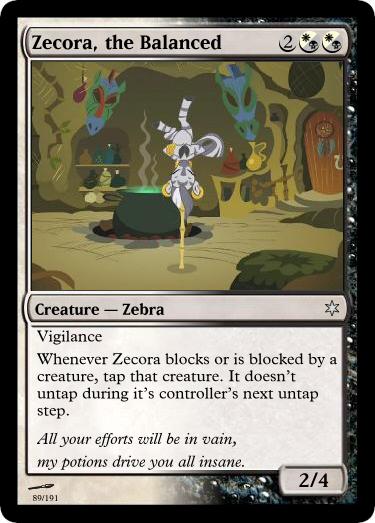 Zecora, the Balanced 2
Creature — Zebra
Vigilance
Whenever Zecora blocks or is blocked by a
creature, tap that creature. It doesn't
untap during it's controller's next untap
step.
All your efforts will be in vain,
my potions drive you all insane.
2/4
89/191